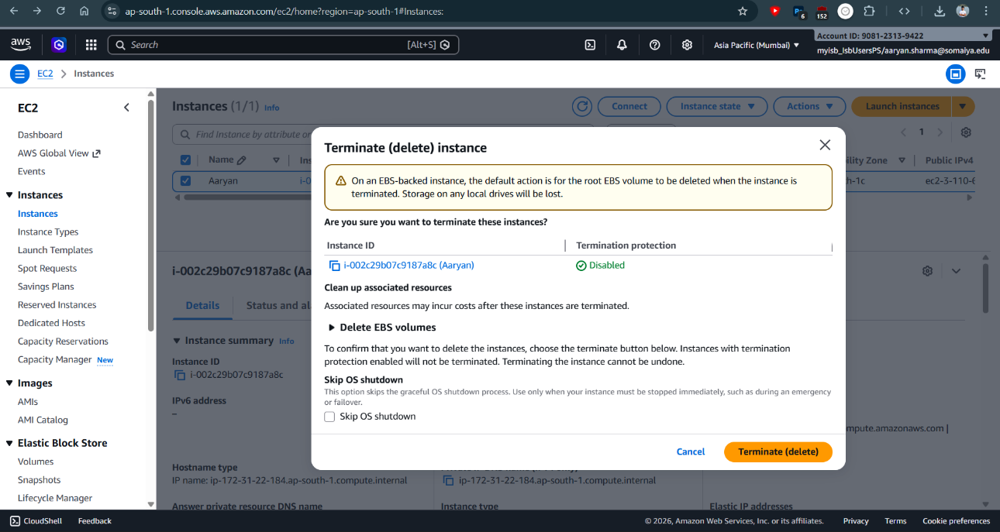 ap-south-1.console.aws.amazon.com/ec2/home?region=ap-south-1#Instances:
6
152
aws
Search
[Alt+S]
Asia Pacific (Mumbai)
Account ID: 9081-2313-9422
myisb_IsbUsersPS/aaryan.sharma@somaiya.edu
EC2
Instances
EC2
Dashboard
AWS Global View
Events
Instances
Instances
Instance Types
Launch Templates
Spot Requests
Savings Plans
Reserved Instances
Dedicated Hosts
Capacity Reservations
Capacity Manager New
Images
AMIs
AMI Catalog
Elastic Block Store
Volumes
Snapshots
Lifecycle Manager
Instances (1/1) Info
Connect
Instance state
Actions
Launch instances
Find Instance by attribute or
1
Name
Ins
ility Zone
Public IPv4
Aaryan
i-0
h-1c
ec2-3-110-6
Terminate (delete) instance
On an EBS-backed instance, the default action is for the root EBS volume to be deleted when the instance is
terminated. Storage on any local drives will be lost.
Are you sure you want to terminate these instances?
Instance ID
Termination protection
i-002c29b07c9187a8c (Aaryan)
Disabled
Clean up associated resources
Associated resources may incur costs after these instances are terminated.
Delete EBS volumes
To confirm that you want to delete the instances, choose the terminate button below. Instances with termination
protection enabled will not be terminated. Terminating the instance cannot be undone.
Skip OS shutdown
This option skips the graceful OS shutdown process. Use only when your instance must be stopped immediately, such as during an emergency
or failover.
Skip OS shutdown
Cancel
Terminate (delete)
i-002c29b07c9187a8c (Aa
Details
Status and al
Instance summary Info
Instance ID
i-002c29b07c9187a8c
IPv6 address
–
mpute.amazonaws.com |
Hostname type
IP name: ip-172-31-22-184.ap-south-1.compute.internal
ip-172-31-22-184.ap-south-1.compute.internal
Answer private resource DNS name
Instance type
Elastic IP addresses
CloudShell
Feedback
© 2026, Amazon Web Services, Inc. or its affiliates.
Privacy
Terms
Cookie preferences